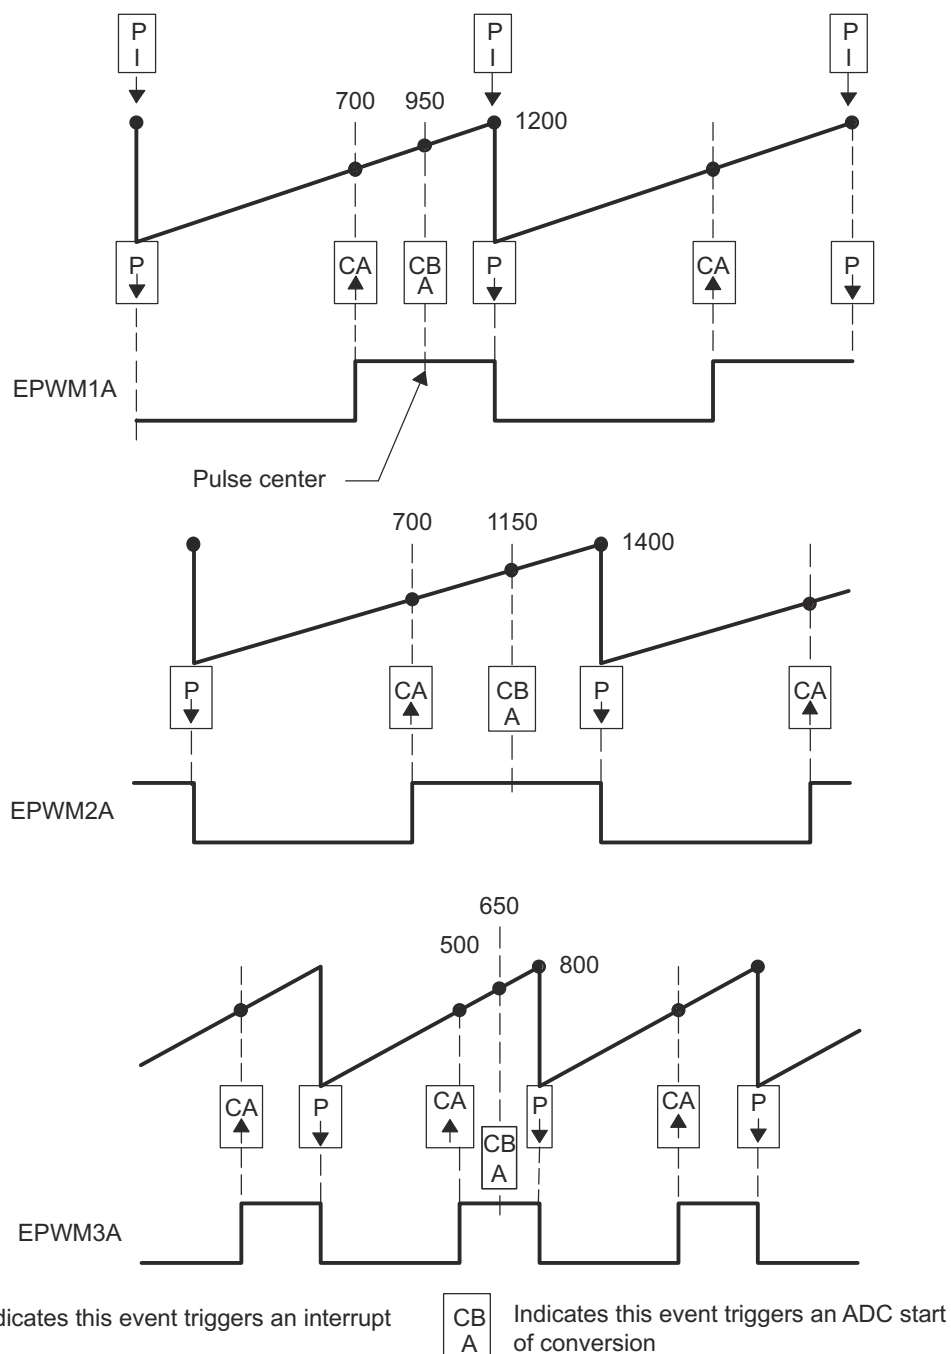 P P P
I I I
700 950
1200
P CA CB P CA P
A
EPWM1A
Pulse center
700 1150
1400
P CA CB P CA
A
EPWM2A
650
500
800
CA P CA P CA P
CB
A
EPWM3A
dicates this event triggers an interrupt
CB
A
Indicates this event triggers an ADC start
of conversion